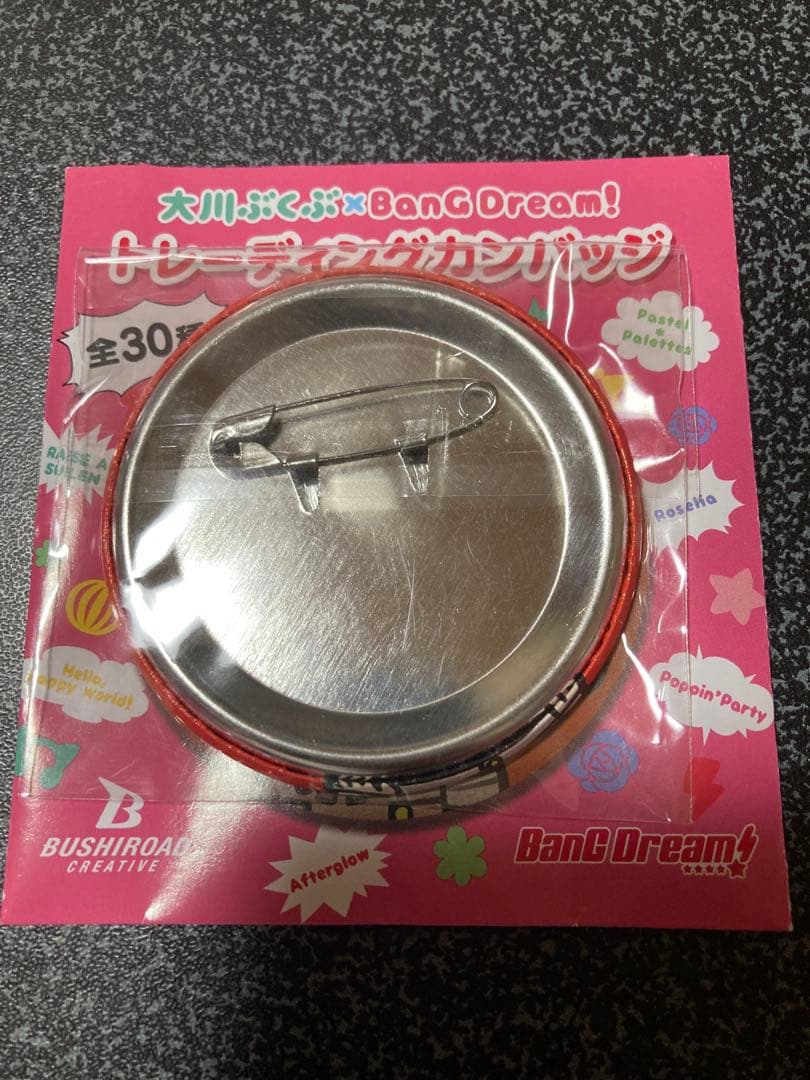 大川ぶくぶ×BanG Dream!
トレーディングカンバッジ
全30種
Pastel
Palettes
RAISE A
SUILEN
Roselia
Hello,
happy world!
Poppin'Party
BUSHIROAD
CREATIVE
BanG Dream!
Afterglow